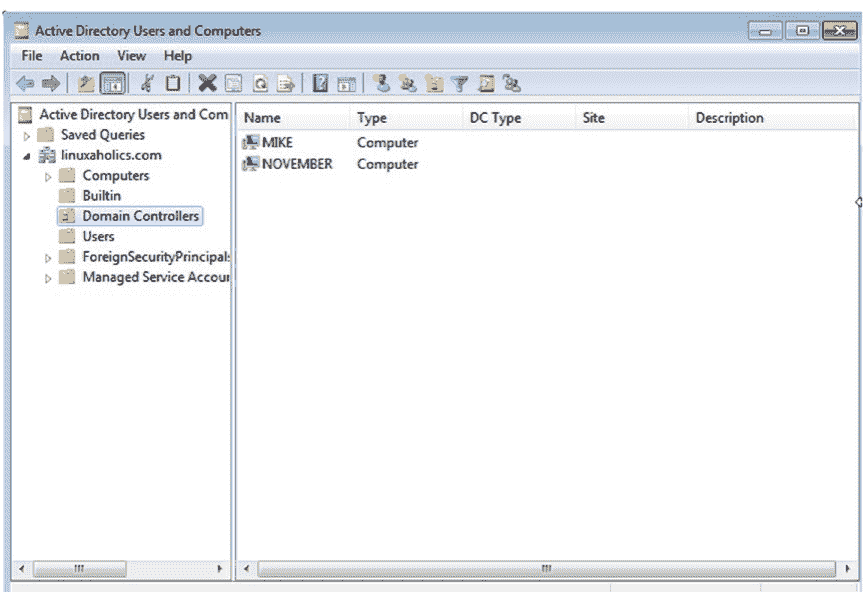 Active Directory Users and Computers
File Action View Help
Active Directory Users and Com
Saved Queries
linuxaholics.com
Computers
Builtin
Domain Controllers
Users
ForeignSecurityPrincipals
Managed Service Accour
Name Type DC Type Site Description
MIKE Computer
NOVEMBER Computer